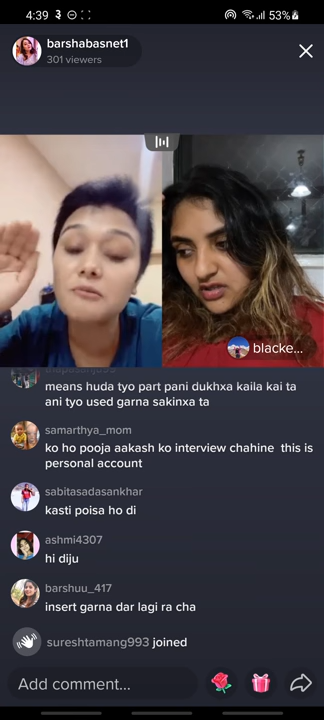 4:39
53%
barshabasnet1
301 viewers
blacke...
means huda tyo part pani dukhxa kaila kai ta
ani tyo used garna sakinxa ta
samarthya_mom
ko ho pooja aakash ko interview chahine this is
personal account
sabitasadasankhar
kasti poisa ho di
ashmi4307
hi diju
barshuu_417
insert garna dar lagi ra cha
sureshtamang993 joined
Add comment...